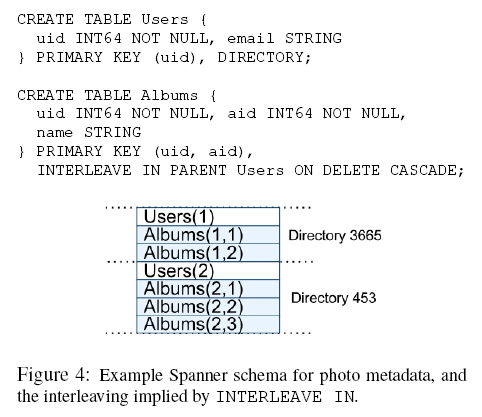 CREATE TABLE Users {
uid INT64 NOT NULL, email STRING
} PRIMARY KEY (uid), DIRECTORY;
CREATE TABLE Albums {
uid INT64 NOT NULL, aid INT64 NOT NULL,
name STRING
} PRIMARY KEY (uid, aid),
INTERLEAVE IN PARENT Users ON DELETE CASCADE;
Users(1)
Albums(1,1)
Albums(1,2)
Directory 3665
Users(2)
Albums(2,1)
Albums(2,2)
Albums(2,3)
Directory 453
Figure 4: Example Spanner schema for photo metadata, and
the interleaving implied by INTERLEAVE IN.